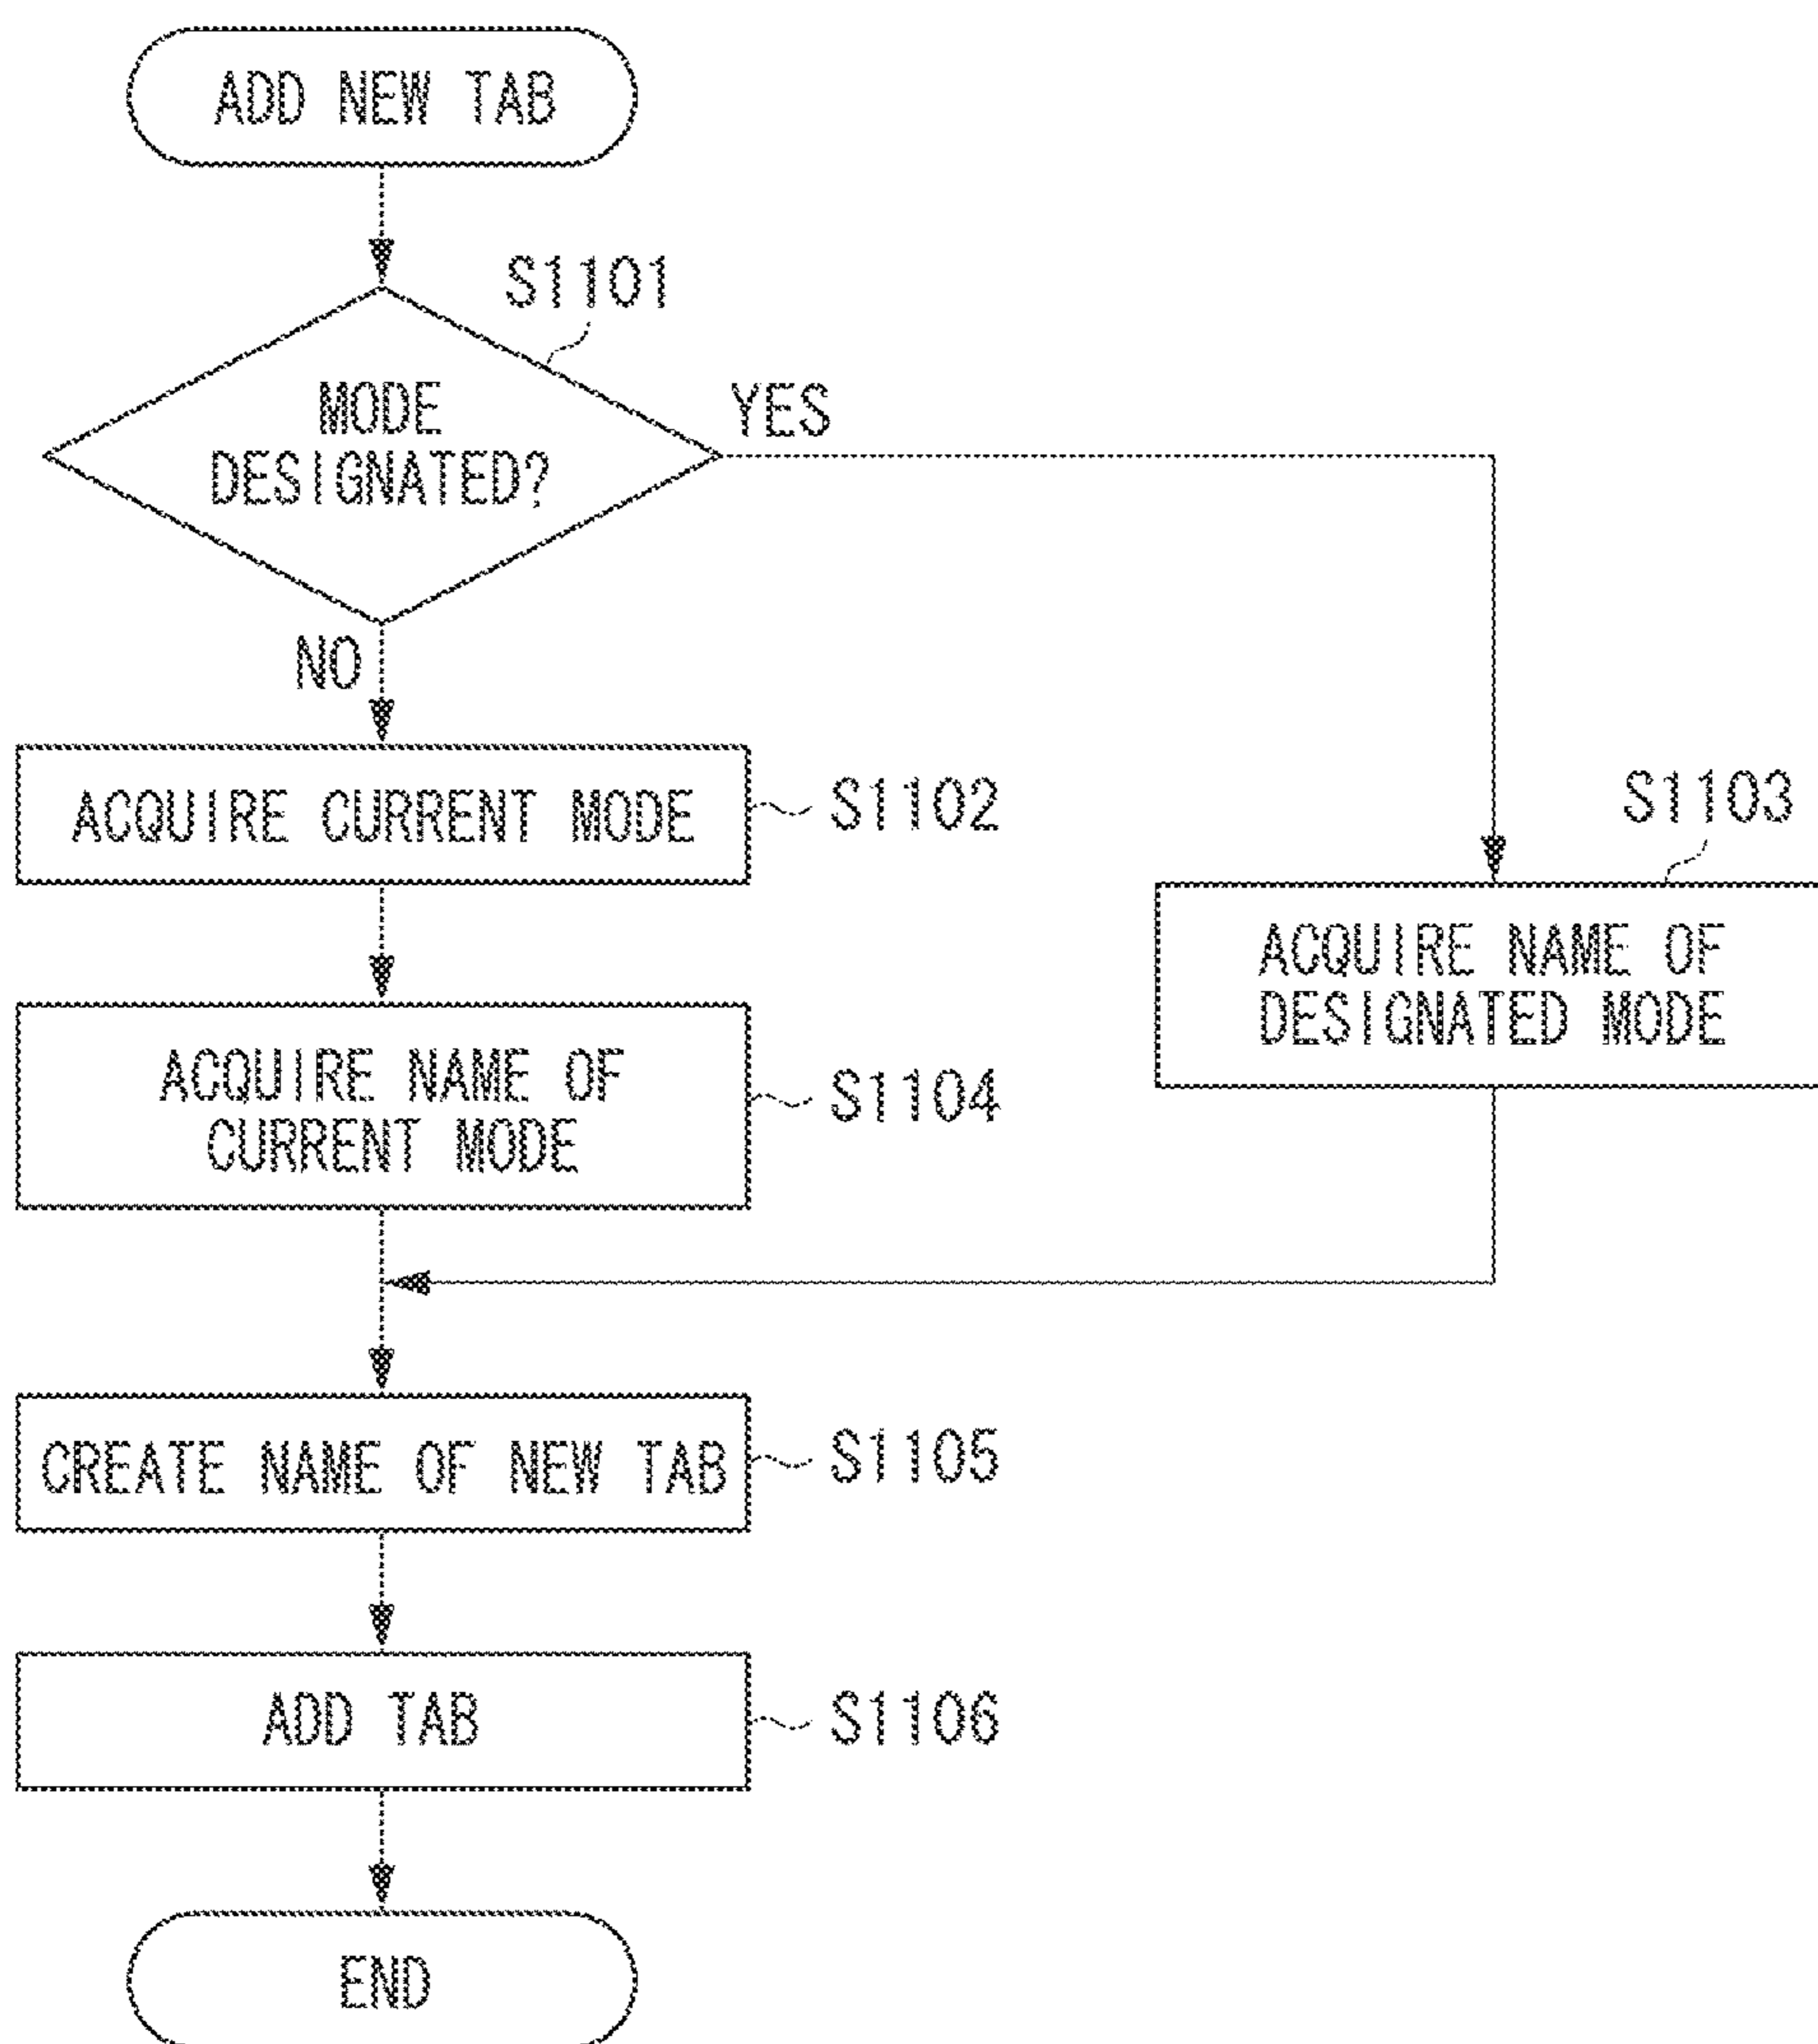 ADD NEW TAB
S1101
MODE
DESIGNATED?
YES
NO
ACQUIRE CURRENT MODE
S1102
S1103
ACQUIRE NAME OF
DESIGNATED MODE
ACQUIRE NAME OF
CURRENT MODE
S1104
CREATE NAME OF NEW TAB
S1105
ADD TAB
S1106
END